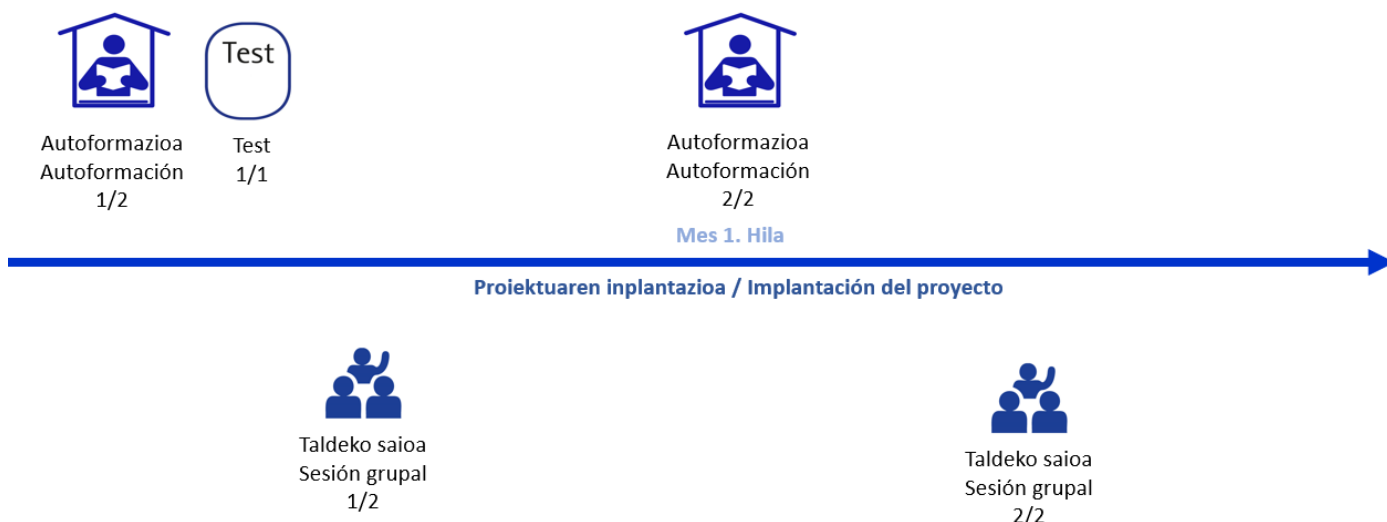 Test
Autoformazioa
Autoformación
1/2
Test
1/1
Autoformazioa
Autoformación
2/2
Mes 1. Hila
Proiektuaren inplantazioa / Implantación del proyecto
Taldeko saioa
Sesión grupal
1/2
Taldeko saioa
Sesión grupal
2/2